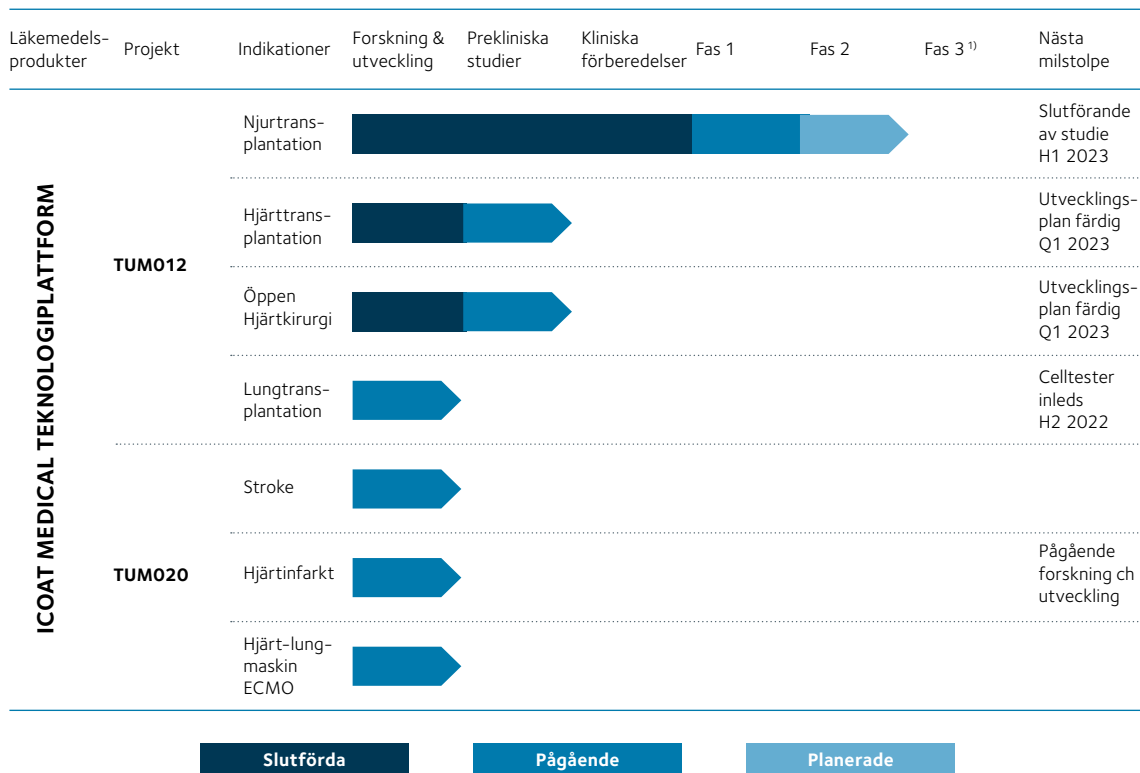 Läkemedels-
produkter
Projekt
Indikationer
Forskning &
utveckling
Prekliniska
studier
Kliniska
förberedelser
Fas 1
Fas 2
Fas 3 1)
Nästa
milstolpe
ICOAT MEDICAL TEKNOLOGIPLATTFORM
TUM012
Njurtrans-
plantation
Slutförande
av studie
H1 2023
Hjärttrans-
plantation
Utvecklings-
plan färdig
Q1 2023
Öppen
Hjärtkirurgi
Utvecklings-
plan färdig
Q1 2023
Lungtrans-
plantation
Celltester
inleds
H2 2022
TUM020
Stroke
Hjärtinfarkt
Pågående
forskning ch
utveckling
Hjärt-lung-
maskin
ECMO
Slutförda
Pågående
Planerade